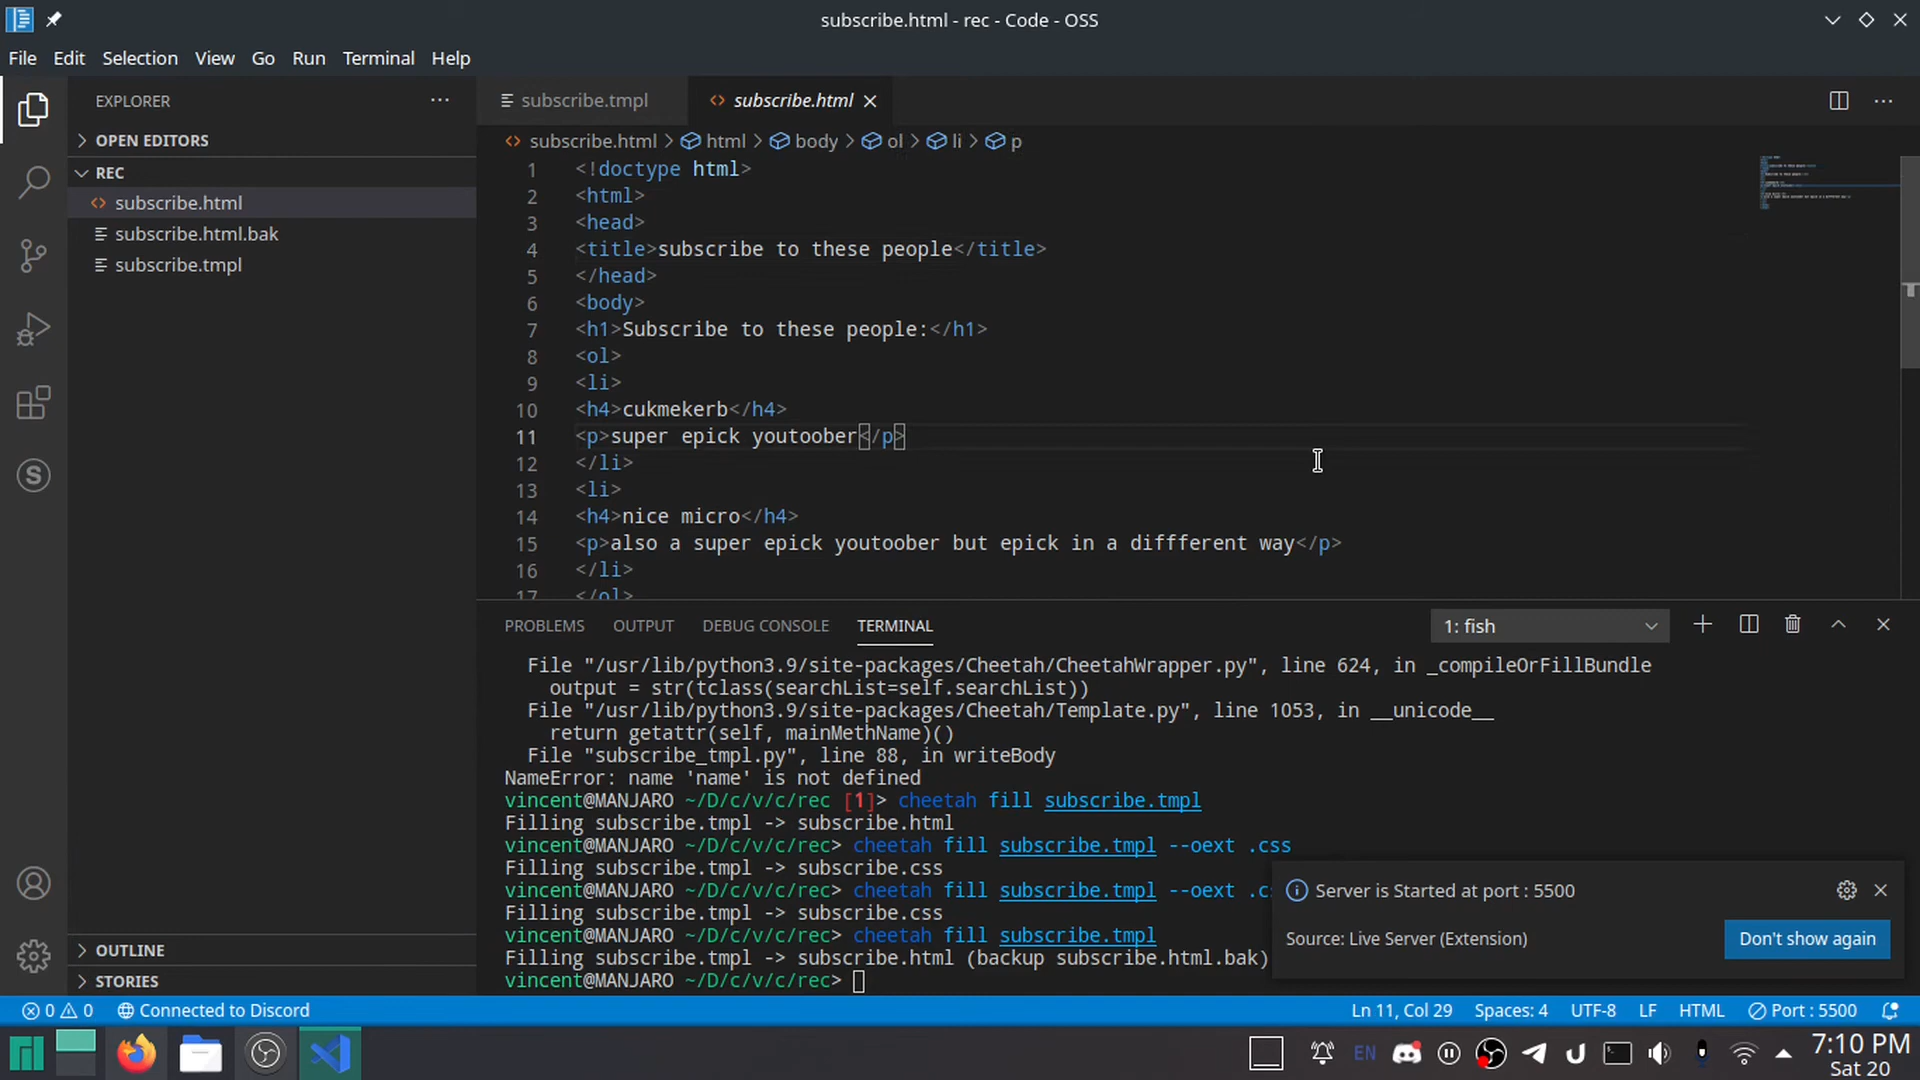 subscribe.html - rec - Code - OSS
File Edit Selection View Go Run Terminal Help
EXPLORER
OPEN EDITORS
REC
subscribe.html
subscribe.html.bak
subscribe.tmpl
OUTLINE
STORIES
subscribe.tmpl subscribe.html
subscribe.html > html > body > ol > li > p
1 <!doctype html>
2 <html>
3 <head>
4 <title>subscribe to these people</title>
5 </head>
6 <body>
7 <h1>Subscribe to these people:</h1>
8 <ol>
9 <li>
10 <h4>cukmekerb</h4>
11 <p>super epick youtoober</p>
12 </li>
13 <li>
14 <h4>nice micro</h4>
15 <p>also a super epick youtoober but epick in a diffferent way</p>
16 </li>
17 </ol>
PROBLEMS OUTPUT DEBUG CONSOLE TERMINAL 1: fish
File "/usr/lib/python3.9/site-packages/Cheetah/CheetahWrapper.py", line 624, in _compileOrFillBundle
output = str(tclass(searchList=self.searchList))
File "/usr/lib/python3.9/site-packages/Cheetah/Template.py", line 1053, in __unicode__
return getattr(self, mainMethName)()
File "subscribe_tmpl.py", line 88, in writeBody
NameError: name 'name' is not defined
vincent@MANJARO ~/D/c/v/c/rec [1]> cheetah fill subscribe.tmpl
Filling subscribe.tmpl -> subscribe.html
vincent@MANJARO ~/D/c/v/c/rec> cheetah fill subscribe.tmpl --oext .css
Filling subscribe.tmpl -> subscribe.css
vincent@MANJARO ~/D/c/v/c/rec> cheetah fill subscribe.tmpl --oext .c
Filling subscribe.tmpl -> subscribe.css
vincent@MANJARO ~/D/c/v/c/rec> cheetah fill subscribe.tmpl
Filling subscribe.tmpl -> subscribe.html (backup subscribe.html.bak)
vincent@MANJARO ~/D/c/v/c/rec>
Server is Started at port : 5500
Source: Live Server (Extension) Don't show again
0 0 Connected to Discord Ln 11, Col 29 Spaces: 4 UTF-8 LF HTML Port : 5500
EN 7:10 PM
Sat 20